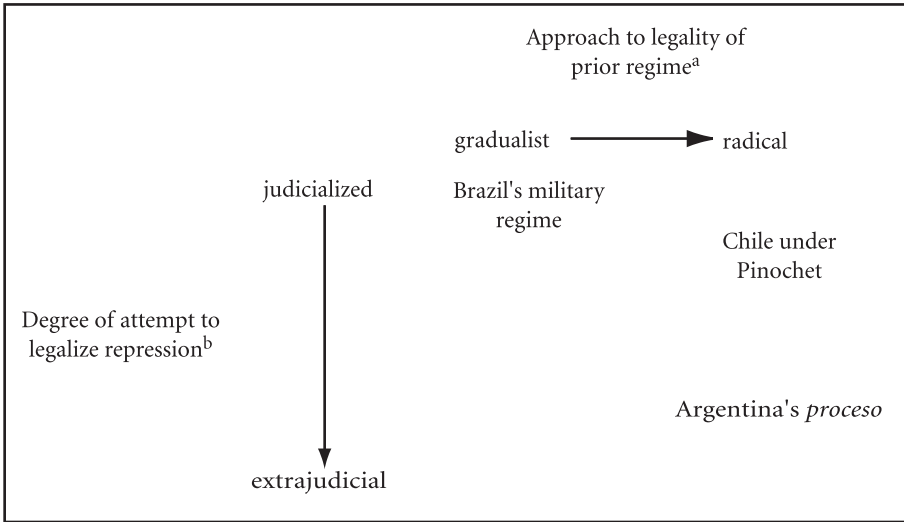 Approach to legality of
prior regimeᵃ
gradualist
radical
judicialized
Brazil's military
regime
Chile under
Pinochet
Degree of attempt to
legalize repressionᵇ
Argentina's proceso
extrajudicial